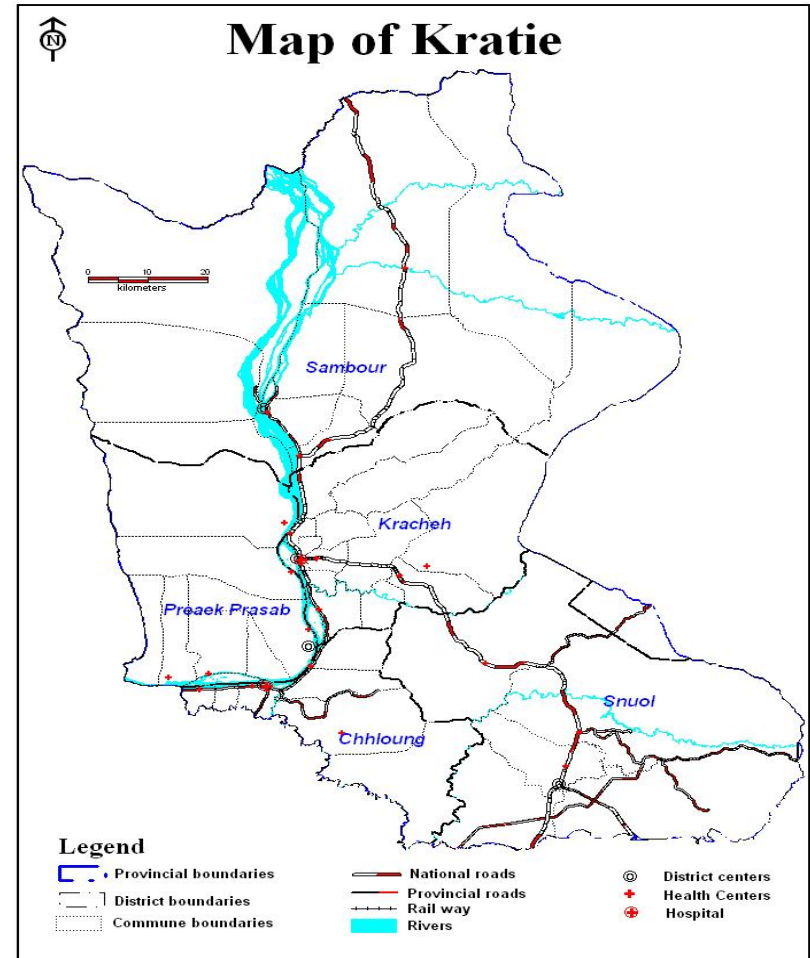 N
Map of Kratie
0 10 20
kilometers
Sambour
Kracheh
Preaek Prasab
Snuol
Chhloung
Legend
Provincial boundaries
District boundaries
Commune boundaries
National roads
Provincial roads
Rail way
Rivers
District centers
Health Centers
Hospital